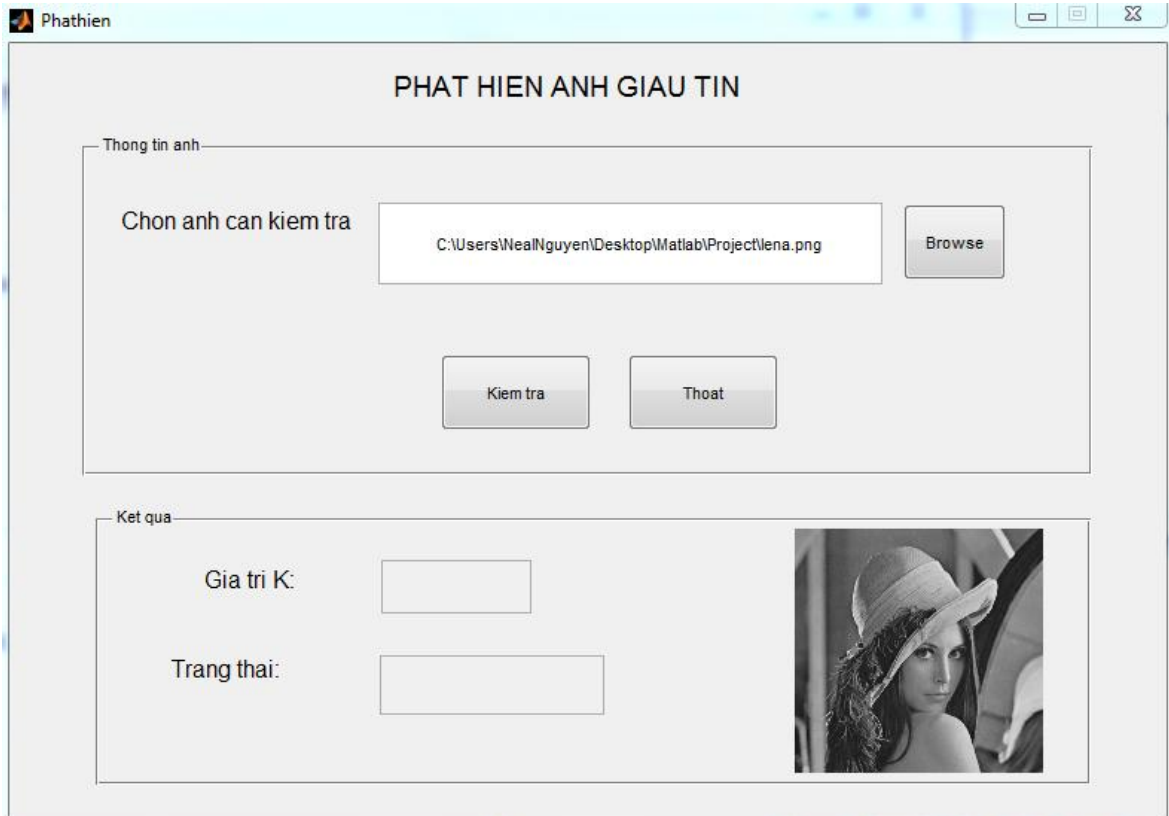 Phathien
PHAT HIEN ANH GIAU TIN
Thong tin anh
Chon anh can kiem tra
C:\Users\NealNguyen\Desktop\Matlab\Project\lena.png
Browse
Kiem tra
Thoat
Ket qua
Gia tri K:
Trang thai: